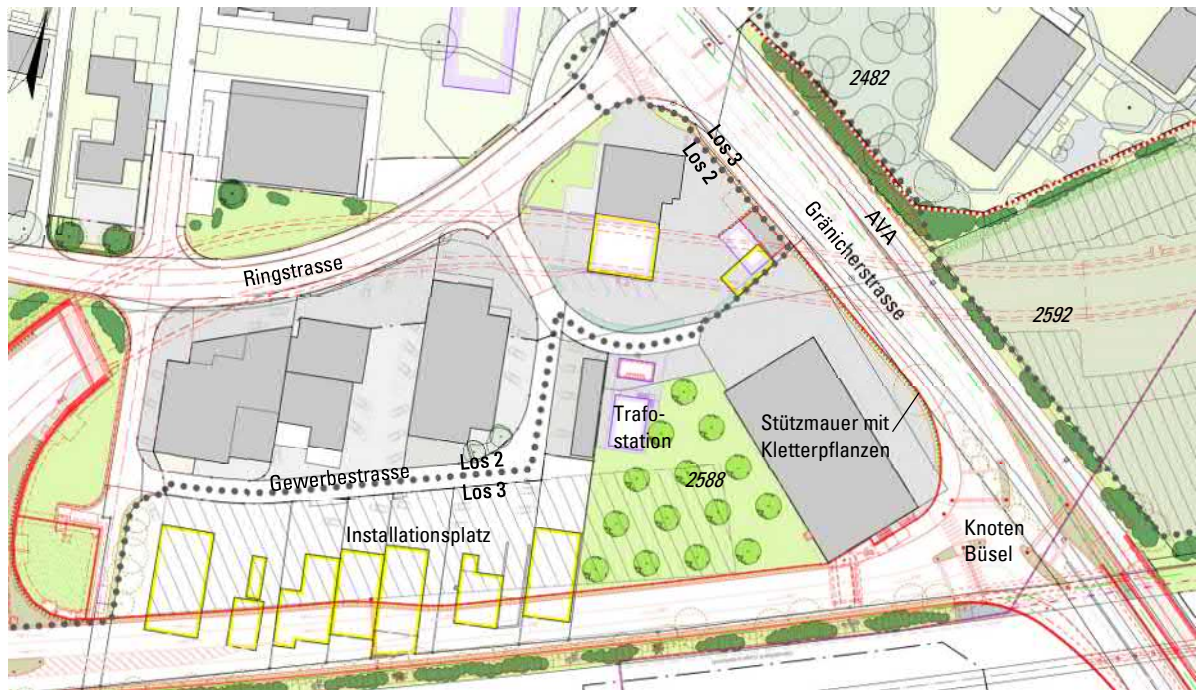 2482
Los 3
Los 2
AVA
Gränicherstrasse
Ringstrasse
2592
Trafo-
station
Stützmauer mit
Kletterpflanzen
Los 2
Gewerbestrasse
Los 3
2588
Installationsplatz
Knoten
Büsel